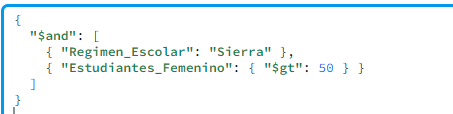 {
  "$and": [
    { "Regimen_Escolar": "Sierra" },
    { "Estudiantes_Femenino": { "$gt": 50 } }
  ]
}